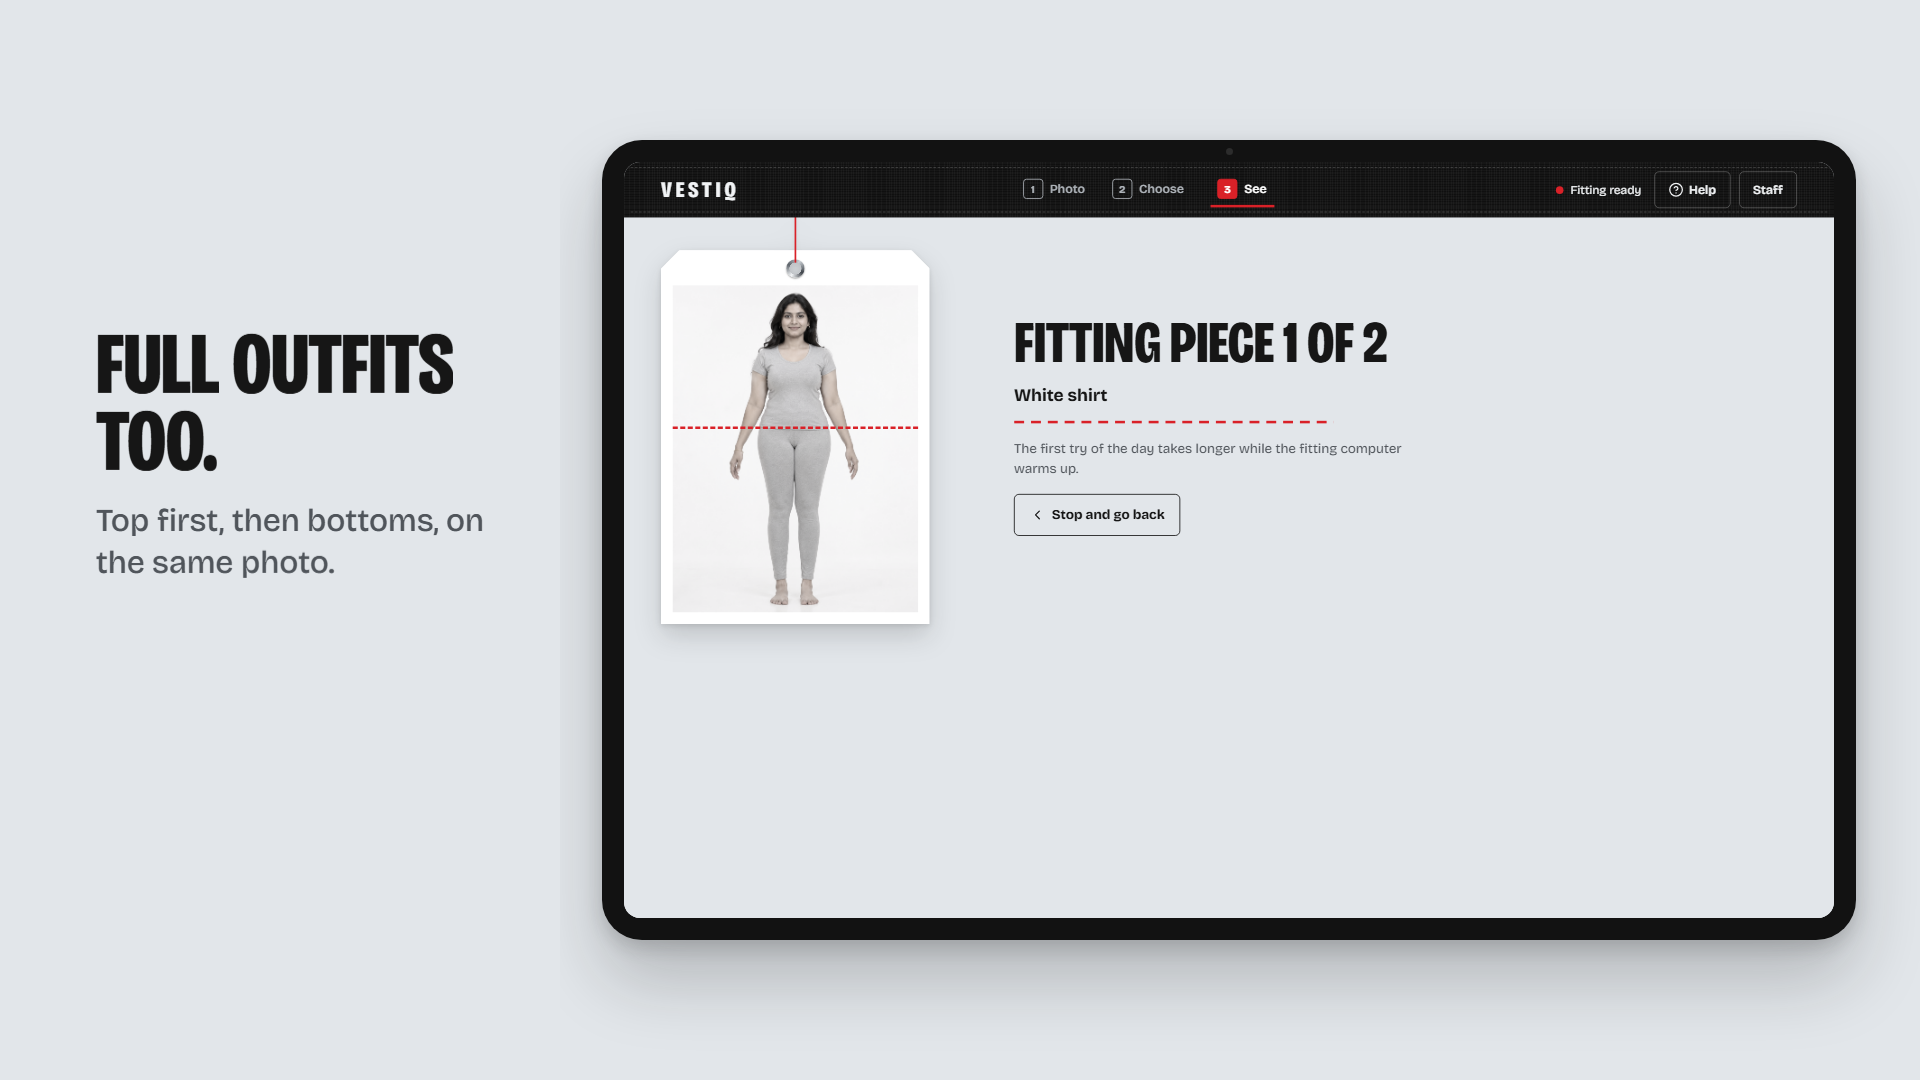 FULL OUTFITS
TOO.
Top first, then bottoms, on
the same photo.
VESTIQ
1 Photo
2 Choose
3 See
Fitting ready
Help
Staff
FITTING PIECE 1 OF 2
White shirt
The first try of the day takes longer while the fitting computer
warms up.
Stop and go back